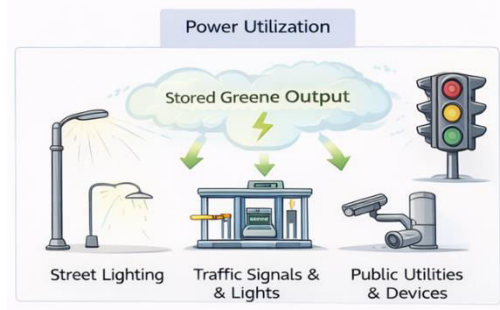 Power Utilization
Stored Greene Output
Street Lighting
Traffic Signals &
& Lights
Public Utilities
& Devices